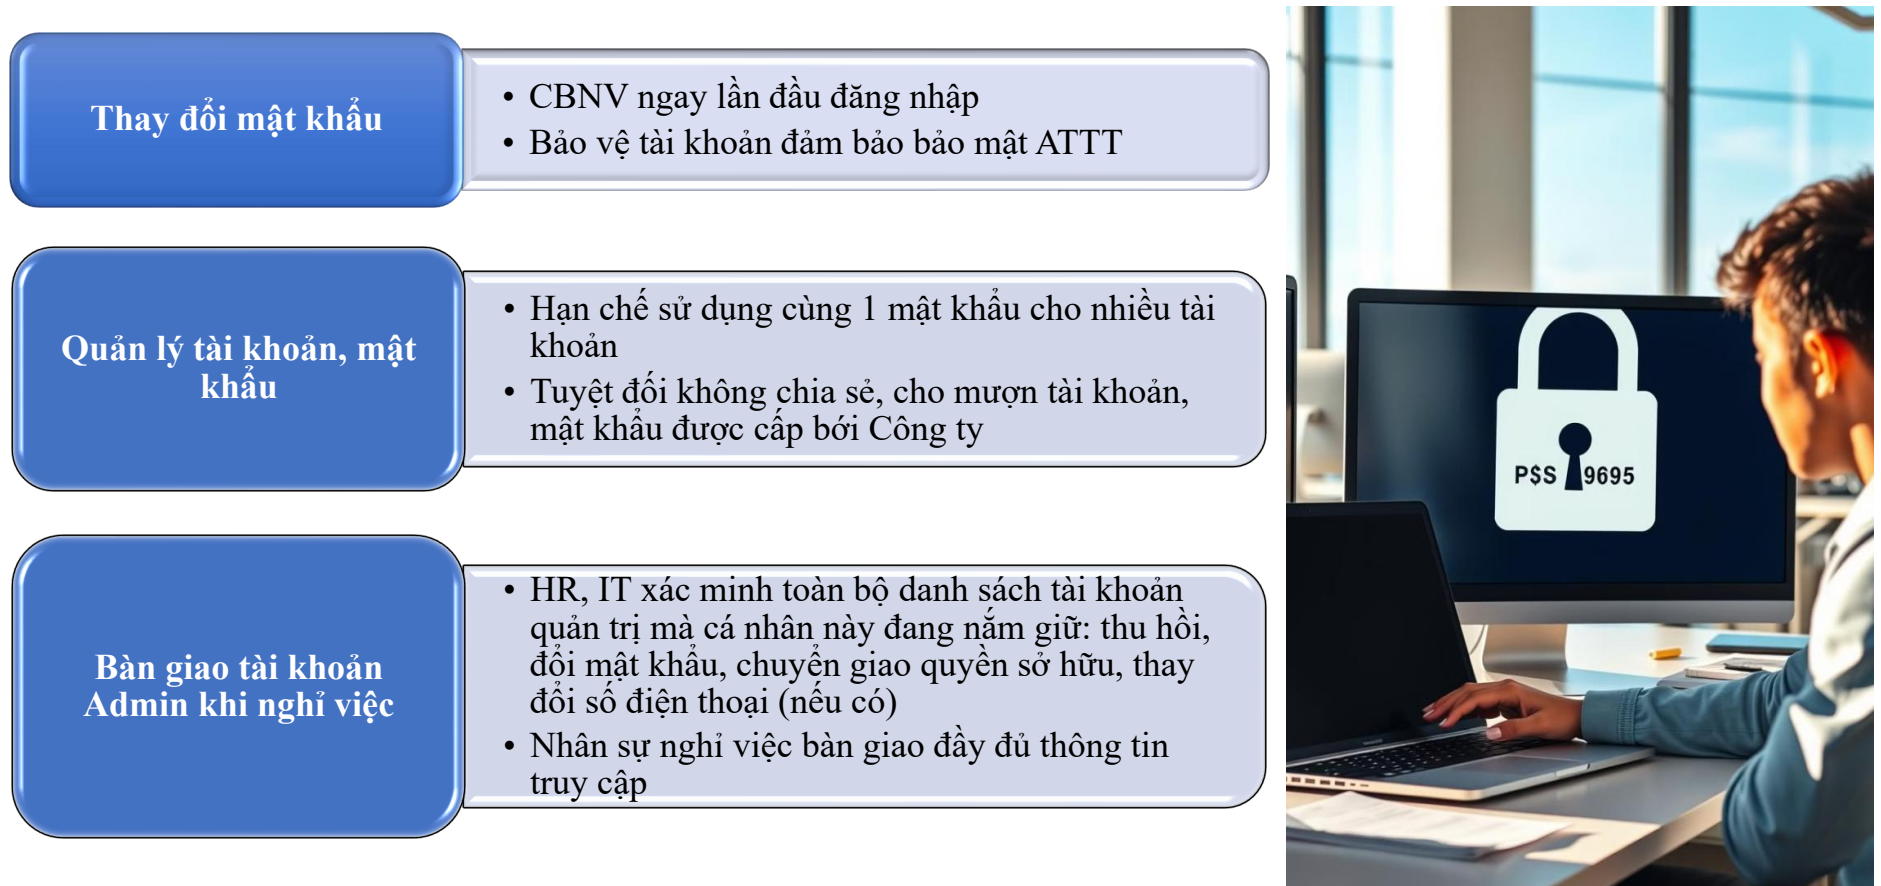 Thay đổi mật khẩu
• CBNV ngay lần đầu đăng nhập
• Bảo vệ tài khoản đảm bảo bảo mật ATTT
Quản lý tài khoản, mật
khẩu
• Hạn chế sử dụng cùng 1 mật khẩu cho nhiều tài
khoản
• Tuyệt đối không chia sẻ, cho mượn tài khoản,
mật khẩu được cấp bới Công ty
Bàn giao tài khoản
Admin khi nghỉ việc
• HR, IT xác minh toàn bộ danh sách tài khoản
quản trị mà cá nhân này đang nắm giữ: thu hồi,
đổi mật khẩu, chuyển giao quyền sở hữu, thay
đổi số điện thoại (nếu có)
• Nhân sự nghỉ việc bàn giao đầy đủ thông tin
truy cập
P$S 9695